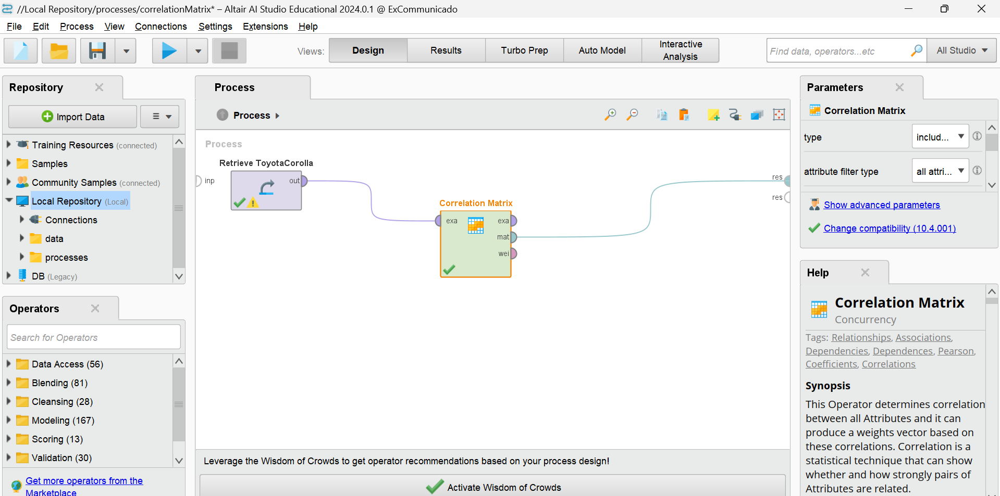 //Local Repository/processes/correlationMatrix* – Altair AI Studio Educational 2024.0.1 @ ExCommunicado
File Edit Process View Connections Settings Extensions Help
Views: Design Results Turbo Prep Auto Model Interactive Analysis
Find data, operators...etc
All Studio
Repository
Import Data
Training Resources (connected)
Samples
Community Samples (connected)
Local Repository (Local)
Connections
data
processes
DB (Legacy)
Operators
Search for Operators
Data Access (56)
Blending (81)
Cleansing (28)
Modeling (167)
Scoring (13)
Validation (30)
Get more operators from the
Marketplace
Process
Process
Process
Retrieve ToyotaCorolla
inp
out
Correlation Matrix
exa exa
mat
wei
res
res
Leverage the Wisdom of Crowds to get operator recommendations based on your process design!
Activate Wisdom of Crowds
Parameters
Correlation Matrix
type includ...
attribute filter type all attri...
Show advanced parameters
Change compatibility (10.4.001)
Help
Correlation Matrix
Concurrency
Tags: Relationships, Associations,
Dependencies, Dependences, Pearson,
Coefficients, Correlations
Synopsis
This Operator determines correlation
between all Attributes and it can
produce a weights vector based on
these correlations. Correlation is a
statistical technique that can show
whether and how strongly pairs of
Attributes are related.